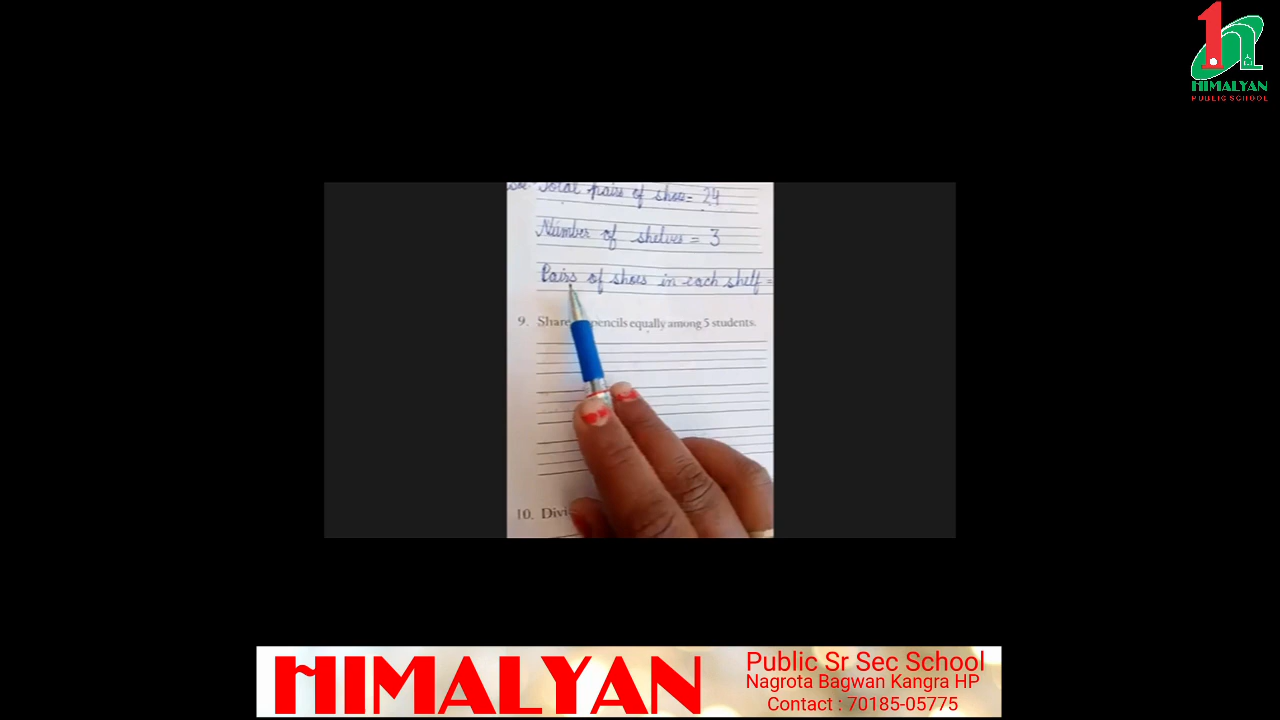 HIMALYAN
PUBLIC SCHOOL
Total pairs of shoe= 24
Number of shelves = 3
Pairs of shoes in each shelf =
9. Share pencils equally among 5 students.
10. Divi
HIMALYAN
Public Sr Sec School
Nagrota Bagwan Kangra HP
Contact : 70185-05775